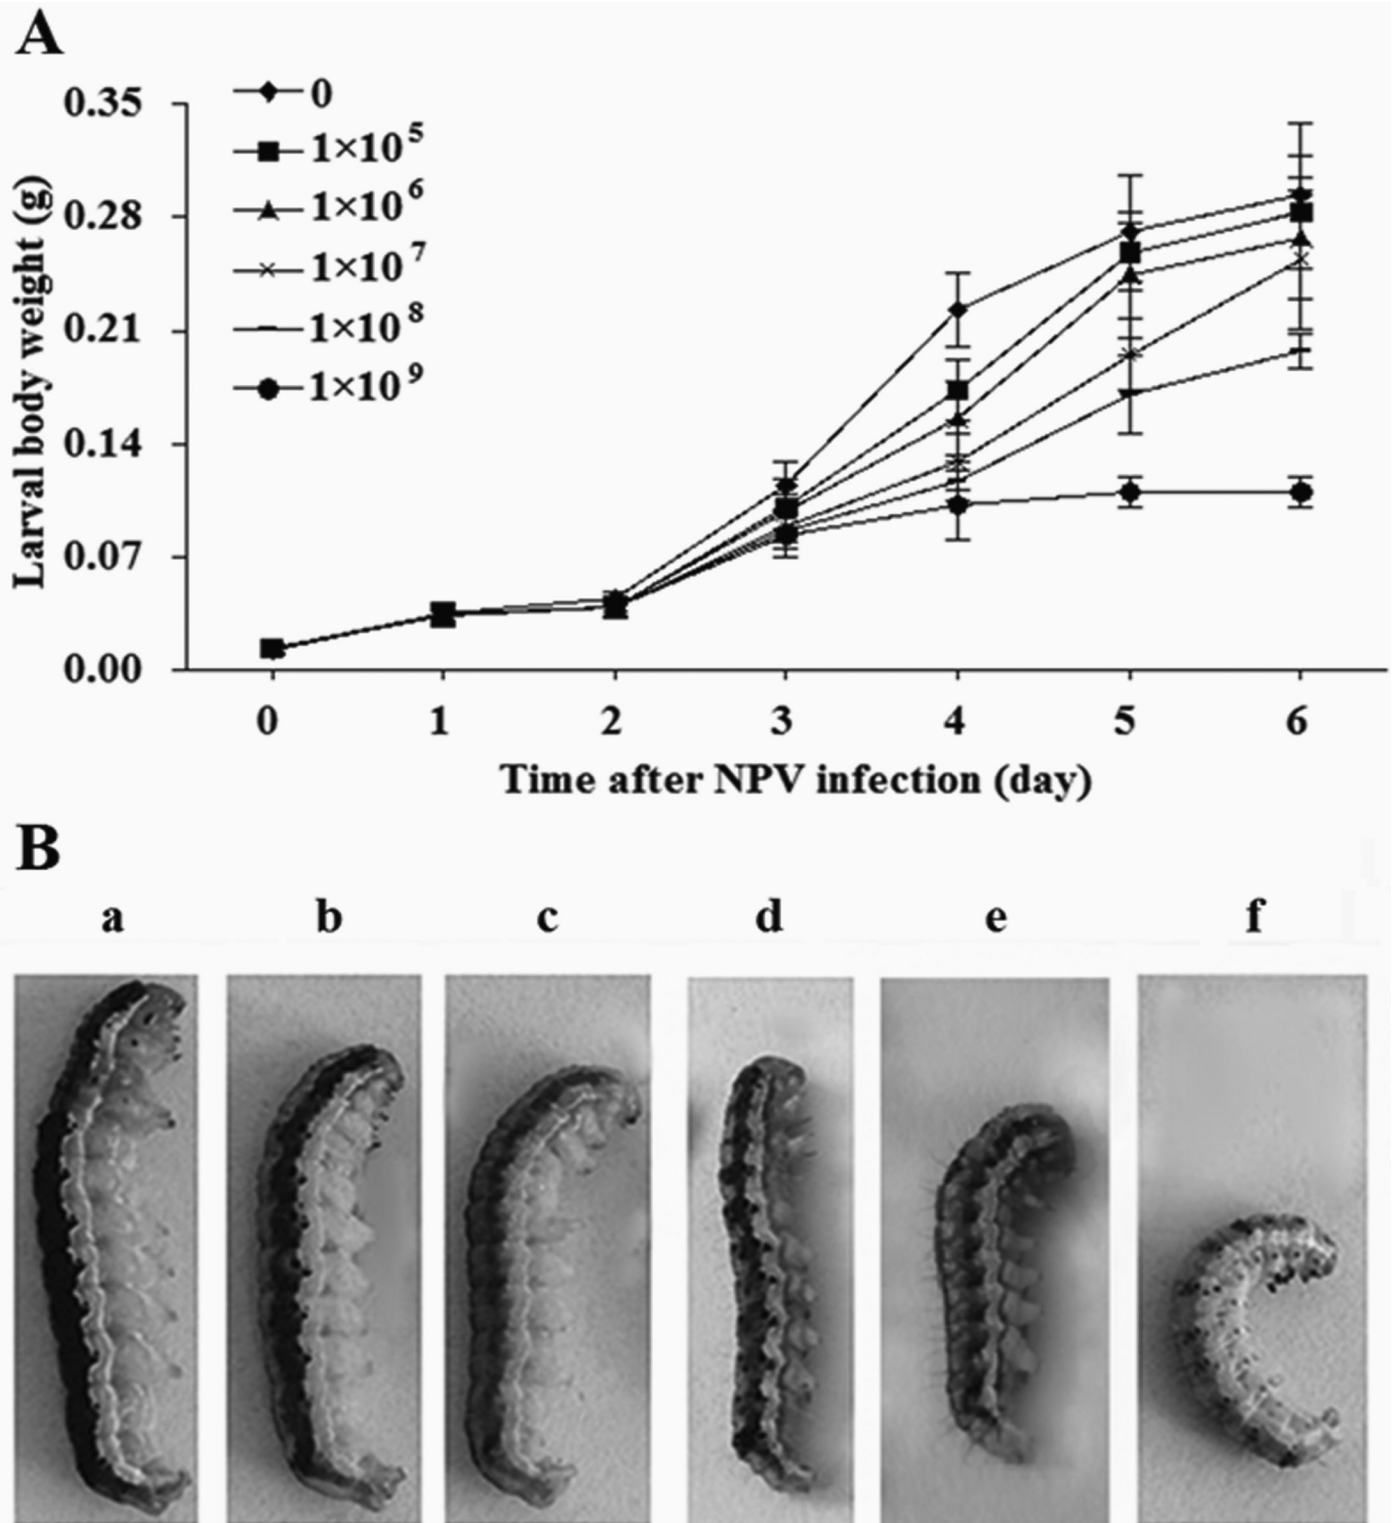 A
0
1×10⁵
1×10⁶
1×10⁷
1×10⁸
1×10⁹
0.35
0.28
0.21
0.14
0.07
0.00
Larval body weight (g)
0 1 2 3 4 5 6
Time after NPV infection (day)
B
a b c d e f